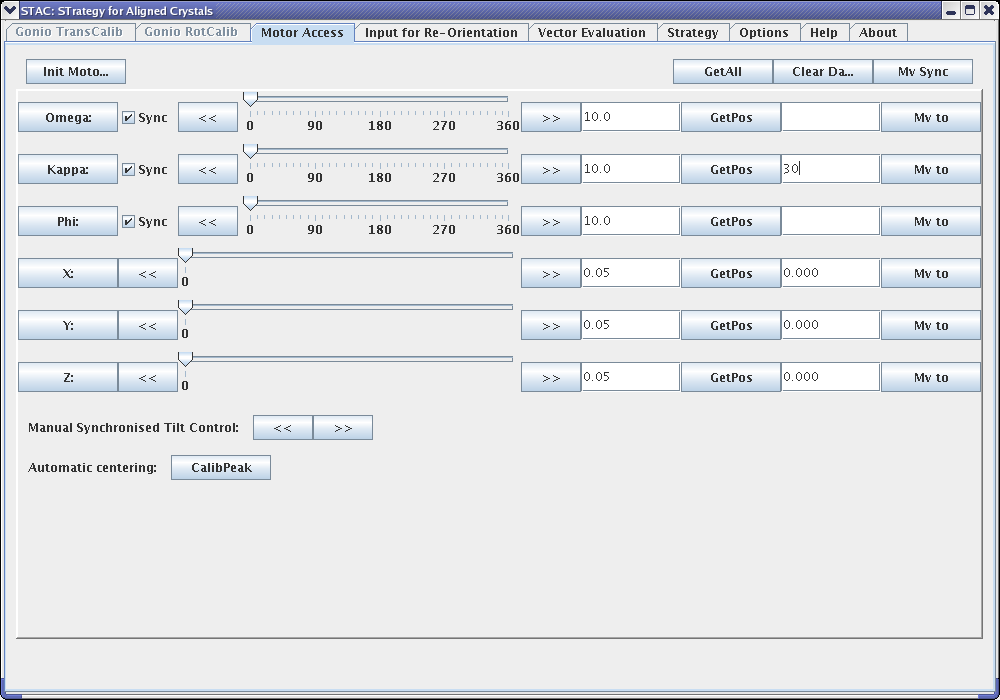 STAC: STrategy for Aligned Crystals
Gonio TransCalib Gonio RotCalib Motor Access Input for Re-Orientation Vector Evaluation Strategy Options Help About
Init Moto... GetAll Clear Da... Mv Sync
Omega: Sync << 0 90 180 270 360 >> 10.0 GetPos Mv to
Kappa: Sync << 0 90 180 270 360 >> 10.0 GetPos 30 Mv to
Phi: Sync << 0 90 180 270 360 >> 10.0 GetPos Mv to
X: << 0 >> 0.05 GetPos 0.000 Mv to
Y: << 0 >> 0.05 GetPos 0.000 Mv to
Z: << 0 >> 0.05 GetPos 0.000 Mv to
Manual Synchronised Tilt Control: << >>
Automatic centering: CalibPeak